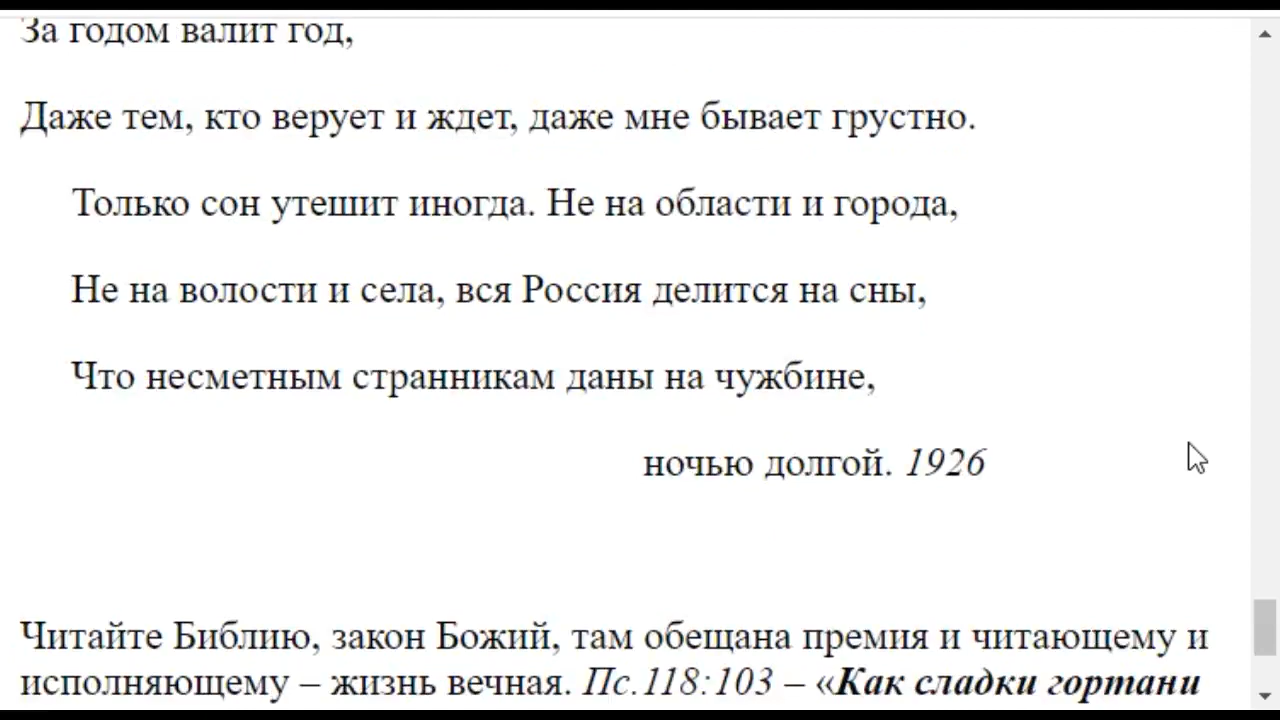 За годом валит год,
Даже тем, кто верует и ждет, даже мне бывает грустно.
Только сон утешит иногда. Не на области и города,
Не на волости и села, вся Россия делится на сны,
Что несметным странникам даны на чужбине,
ночью долгой. 1926
Читайте Библию, закон Божий, там обещана премия и читающему и
исполняющему – жизнь вечная. Пс.118:103 – «Как сладки гортани